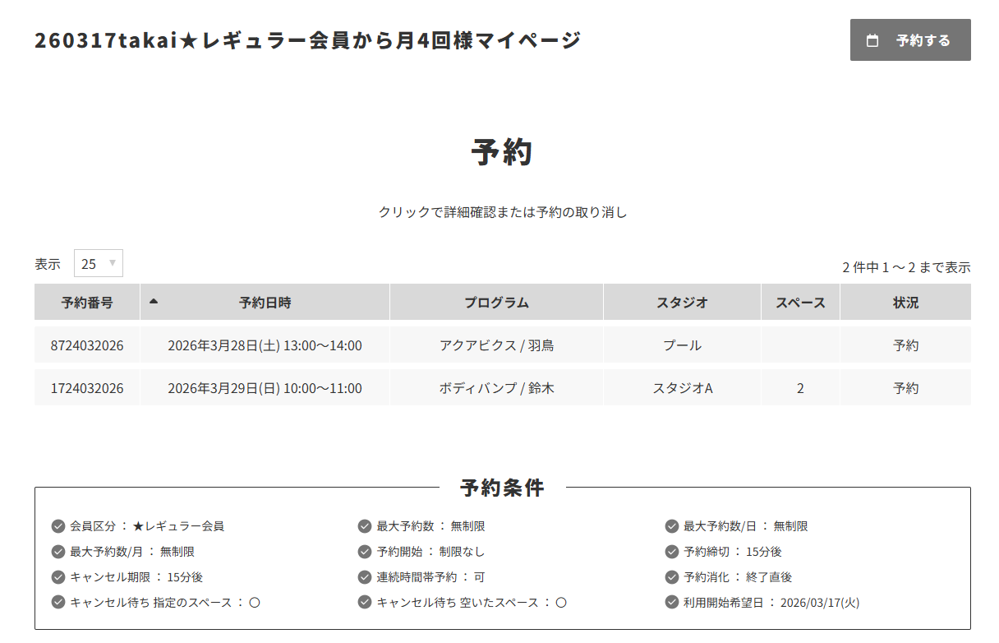 260317takai★レギュラー会員から月4回様マイページ
予約する
予約
クリックで詳細確認または予約の取り消し
表示 25 ▼
2 件中 1 ～ 2 まで表示
予約番号 予約日時 プログラム スタジオ スペース 状況
8724032026 2026年3月28日(土) 13:00～14:00 アクアビクス / 羽鳥 プール 予約
1724032026 2026年3月29日(日) 10:00～11:00 ボディバンプ / 鈴木 スタジオA 2 予約
予約条件
会員区分 ： ★レギュラー会員 最大予約数 ： 無制限 最大予約数/日 ： 無制限
最大予約数/月 ： 無制限 予約開始 ： 制限なし 予約締切 ： 15分後
キャンセル期限 ： 15分後 連続時間帯予約 ： 可 予約消化 ： 終了直後
キャンセル待ち 指定のスペース ： 〇 キャンセル待ち 空いたスペース ： 〇 利用開始希望日 ： 2026/03/17(火)